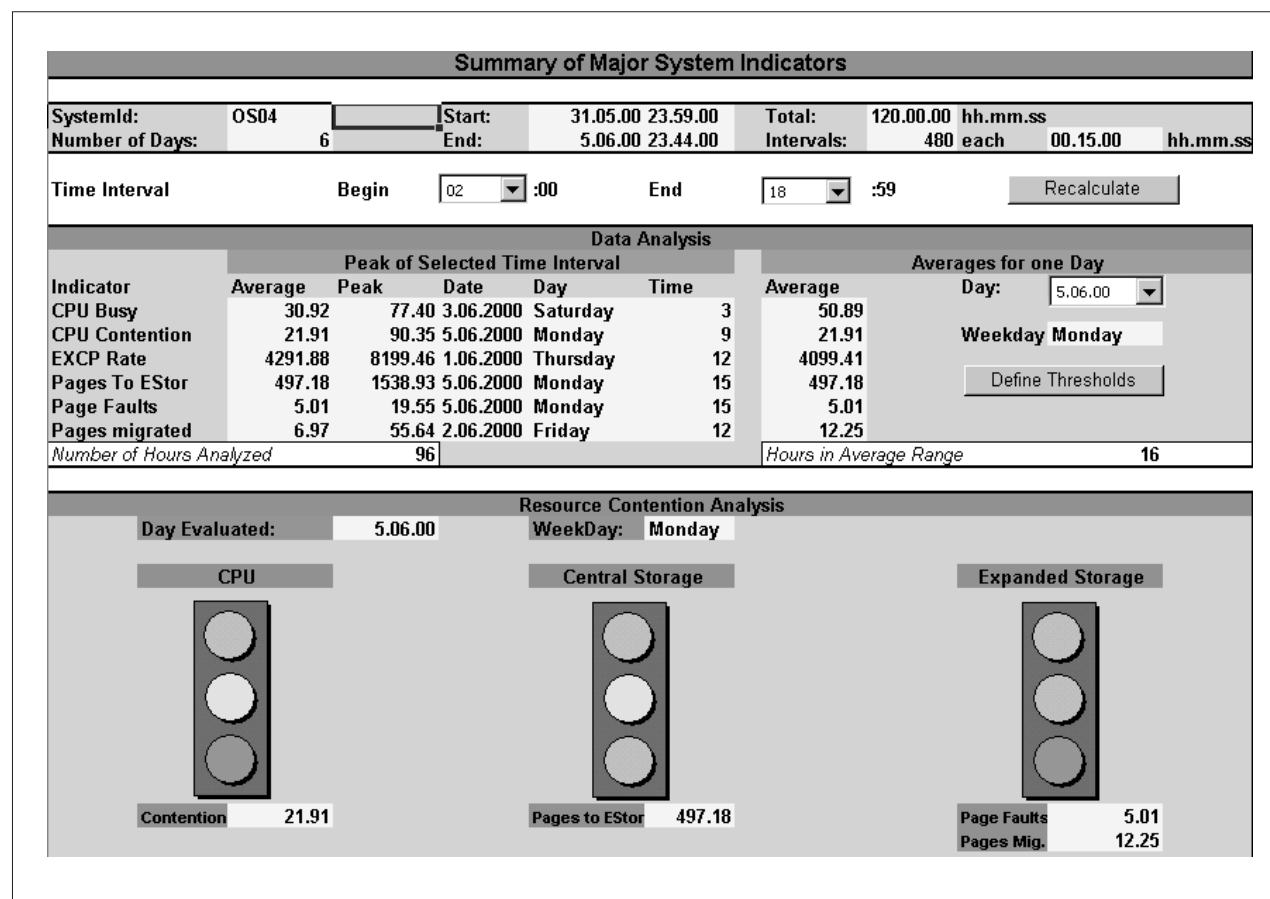 Summary of Major System Indicators
SystemId: OS04 Start: 31.05.00 23.59.00 Total: 120.00.00 hh.mm.ss
Number of Days: 6 End: 5.06.00 23.44.00 Intervals: 480 each 00.15.00 hh.mm.ss
Time Interval Begin 02 :00 End 18 :59 Recalculate
Data Analysis
Peak of Selected Time Interval Averages for one Day
Indicator Average Peak Date Day Time Average Day: 5.06.00
CPU Busy 30.92 77.40 3.06.2000 Saturday 3 50.89
CPU Contention 21.91 90.35 5.06.2000 Monday 9 21.91 Weekday Monday
EXCP Rate 4291.88 8199.46 1.06.2000 Thursday 12 4099.41
Pages To EStor 497.18 1538.93 5.06.2000 Monday 15 497.18 Define Thresholds
Page Faults 5.01 19.55 5.06.2000 Monday 15 5.01
Pages migrated 6.97 55.64 2.06.2000 Friday 12 12.25
Number of Hours Analyzed 96 Hours in Average Range 16
Resource Contention Analysis
Day Evaluated: 5.06.00 WeekDay: Monday
CPU Central Storage Expanded Storage
Contention 21.91 Pages to EStor 497.18 Page Faults 5.01
Pages Mig. 12.25